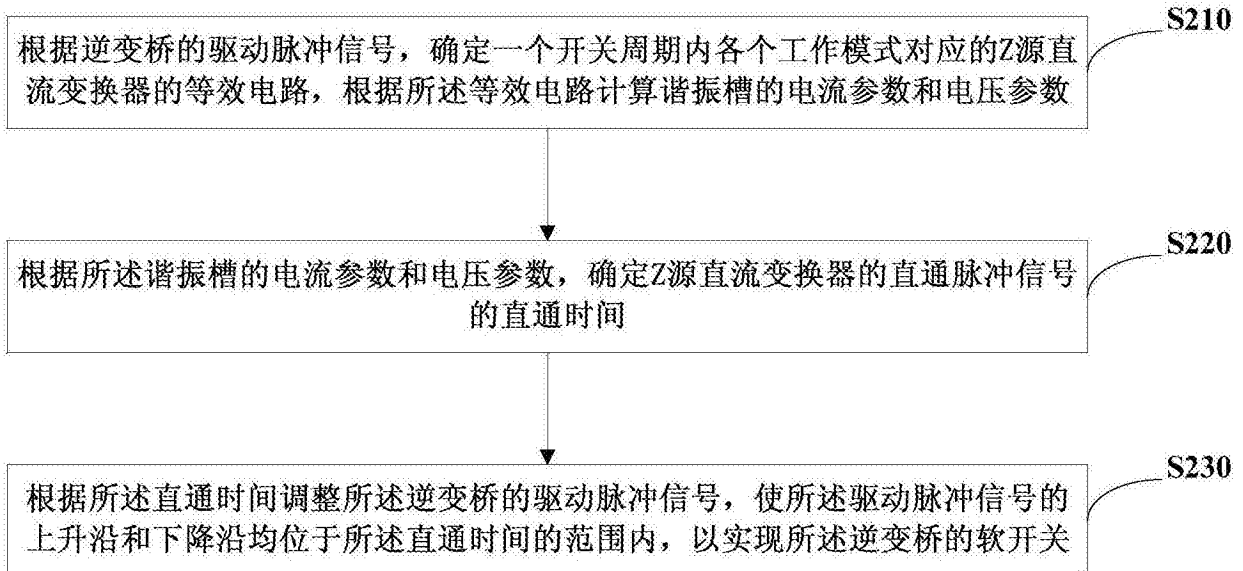 S210
根据逆变桥的驱动脉冲信号，确定一个开关周期内各个工作模式对应的Z源直
流变换器的等效电路，根据所述等效电路计算谐振槽的电流参数和电压参数
S220
根据所述谐振槽的电流参数和电压参数，确定Z源直流变换器的直通脉冲信号
的直通时间
S230
根据所述直通时间调整所述逆变桥的驱动脉冲信号，使所述驱动脉冲信号的
上升沿和下降沿均位于所述直通时间的范围内，以实现所述逆变桥的软开关